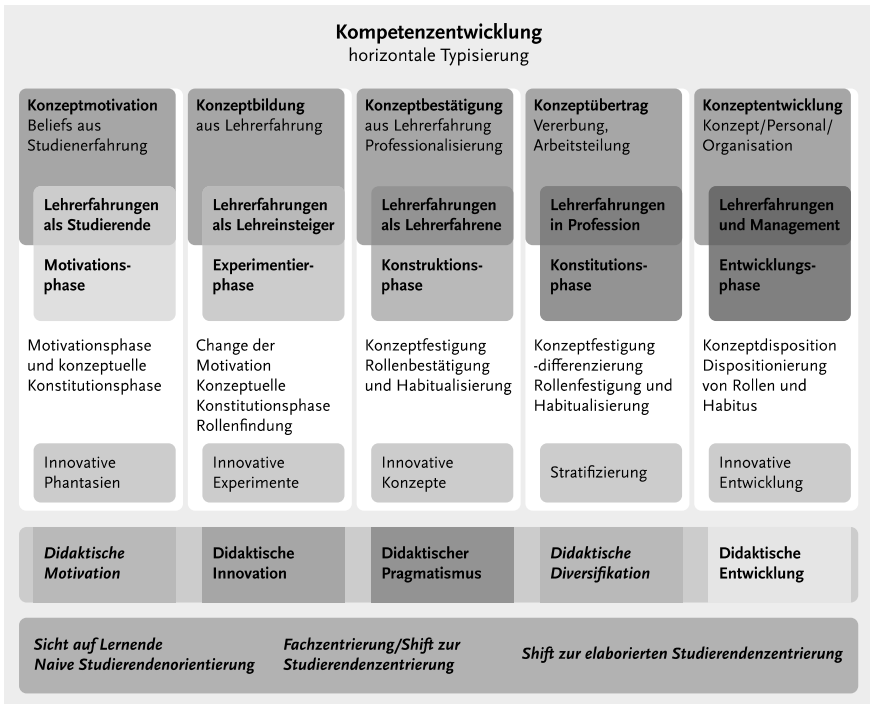 Kompetenzentwicklung
horizontale Typisierung
Konzeptmotivation
Beliefs aus
Studienerfahrung
Lehrerfahrungen
als Studierende
Motivations-
phase
Motivationsphase
und konzeptuelle
Konstitutionsphase
Innovative
Phantasien
Konzeptbildung
aus Lehrerfahrung
Lehrerfahrungen
als Lehreinsteiger
Experimentier-
phase
Change der
Motivation
Konzeptuelle
Konstitutionsphase
Rollenfindung
Innovative
Experimente
Konzeptbestätigung
aus Lehrerfahrung
Professionalisierung
Lehrerfahrungen
als Lehrerfahrene
Konstruktions-
phase
Konzeptfestigung
Rollenbestätigung
und Habitualisierung
Innovative
Konzepte
Konzeptübertrag
Vererbung,
Arbeitsteilung
Lehrerfahrungen
in Profession
Konstitutions-
phase
Konzeptfestigung
-differenzierung
Rollenfestigung und
Habitualisierung
Stratifizierung
Konzeptentwicklung
Konzept/Personal/
Organisation
Lehrerfahrungen
und Management
Entwicklungs-
phase
Konzeptdisposition
Dispositionierung
von Rollen und
Habitus
Innovative
Entwicklung
Didaktische
Motivation
Didaktische
Innovation
Didaktischer
Pragmatismus
Didaktische
Diversifikation
Didaktische
Entwicklung
Sicht auf Lernende
Naive Studierendenorientierung
Fachzentrierung/Shift zur
Studierendenzentrierung
Shift zur elaborierten Studierendenzentrierung